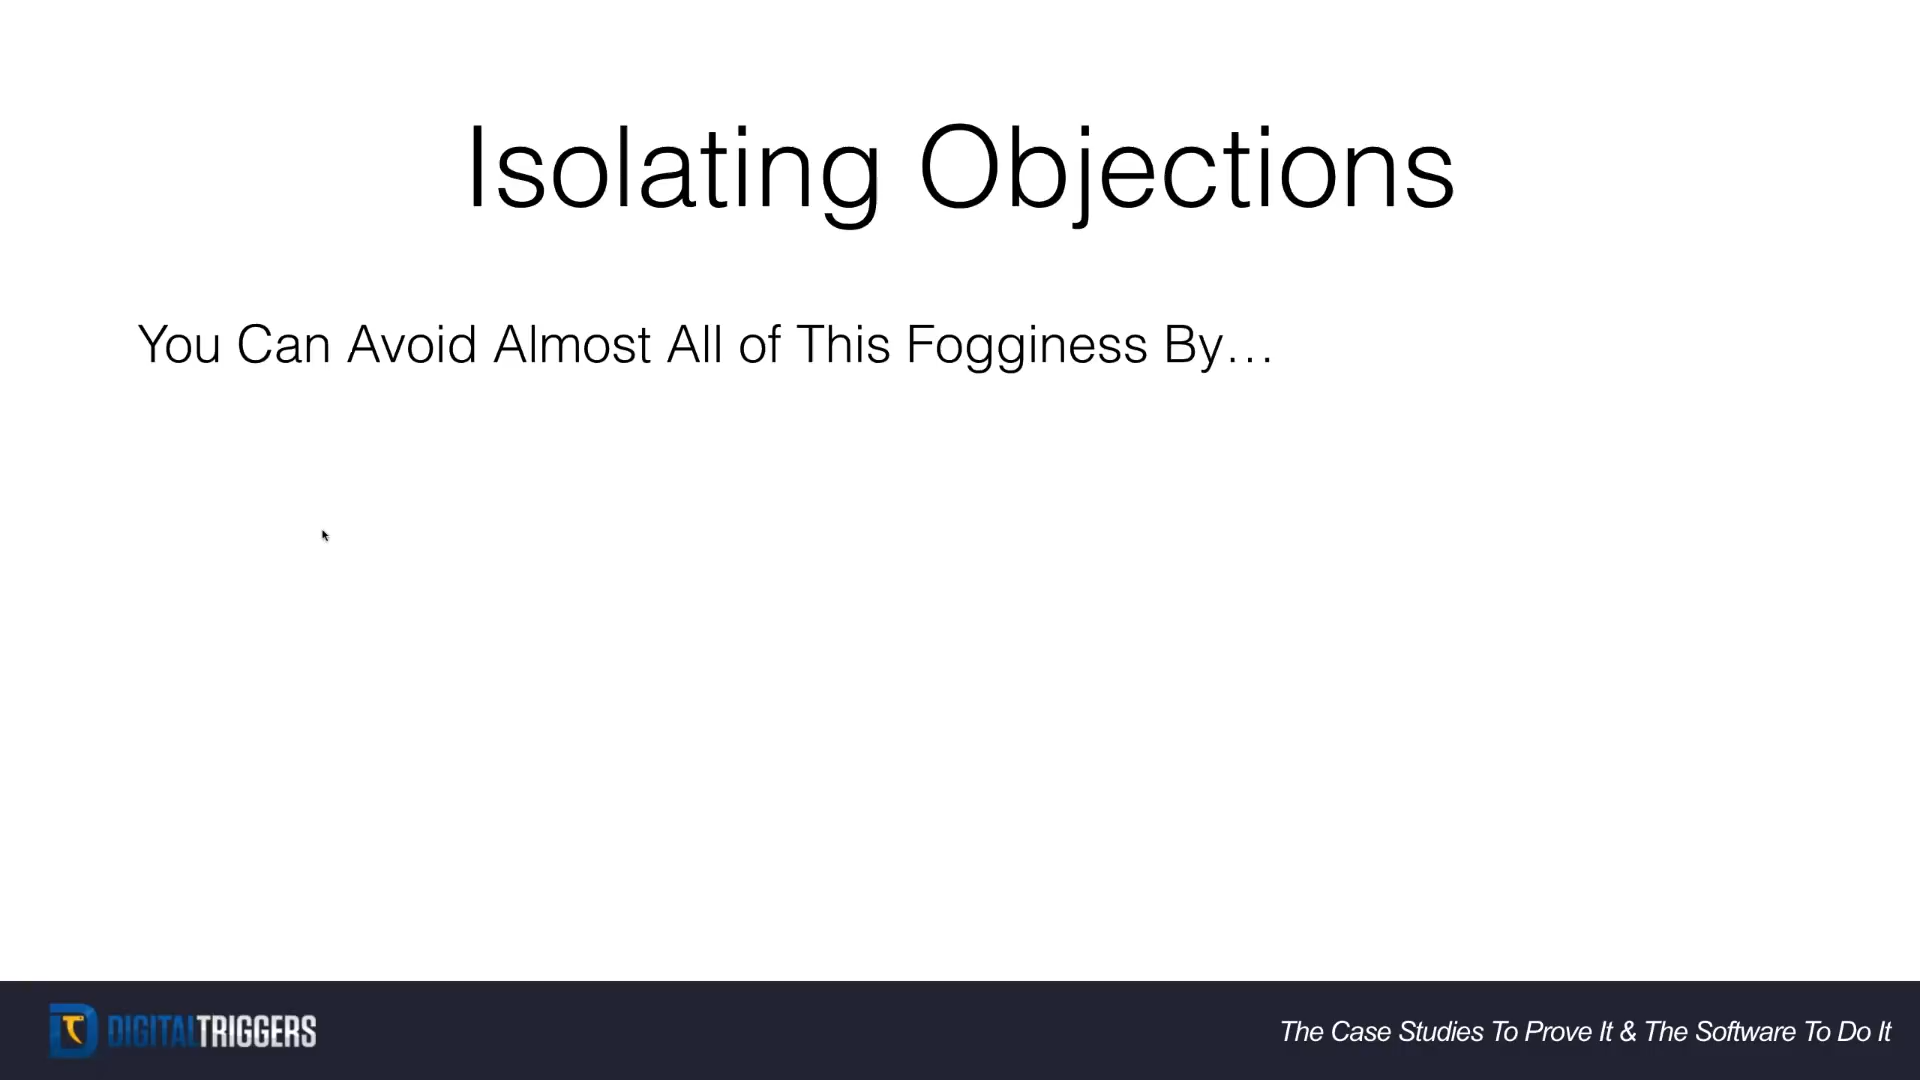 Isolating Objections
You Can Avoid Almost All of This Fogginess By…
DIGITALTRIGGERS
The Case Studies To Prove It & The Software To Do It